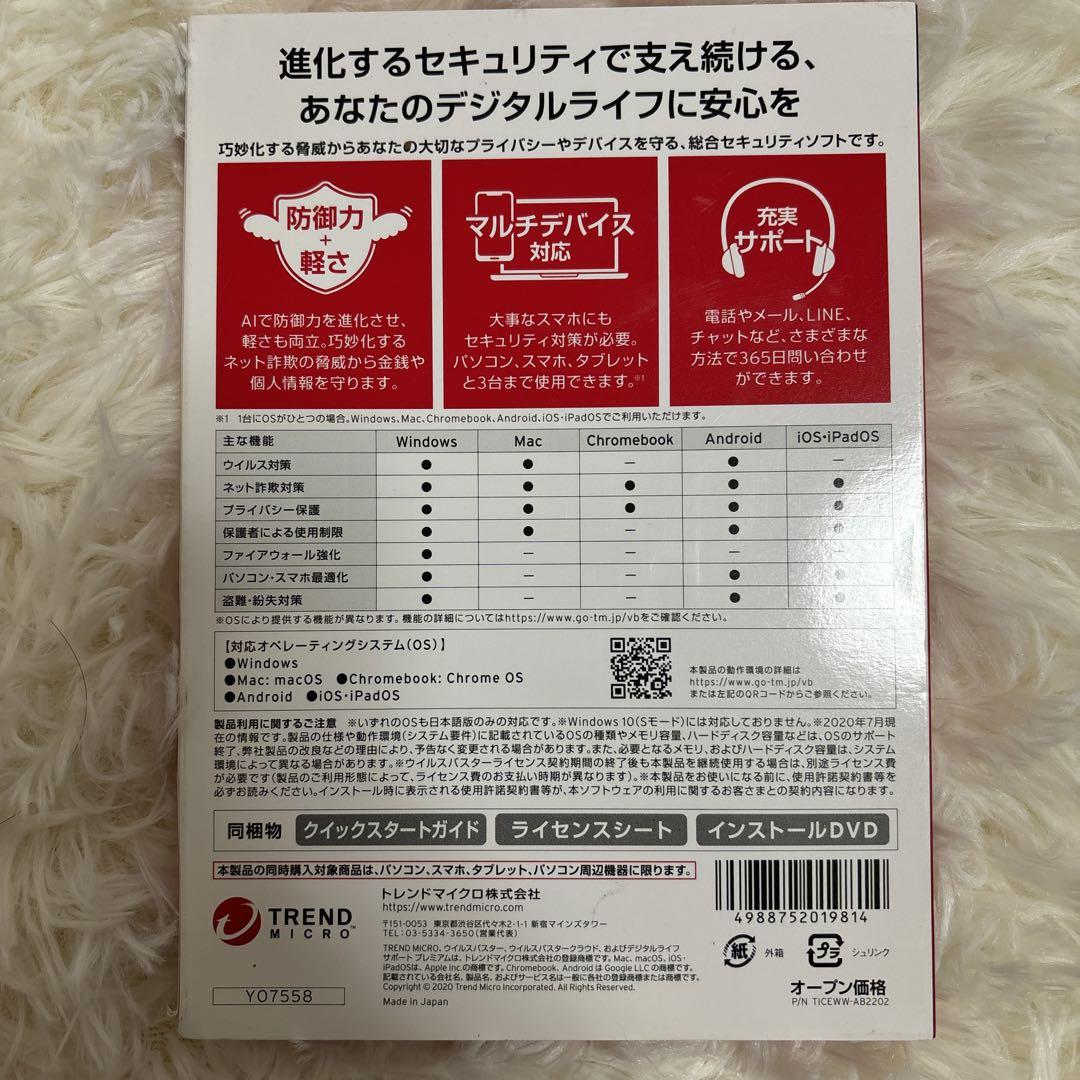 進化するセキュリティで支え続ける、
あなたのデジタルライフに安心を
巧妙化する脅威からあなたの大切なプライバシーやデバイスを守る、総合セキュリティソフトです。
防御力
+
軽さ
AIで防御力を進化させ、
軽さも両立。巧妙化する
ネット詐欺の脅威から金銭や
個人情報を守ります。
マルチデバイス
対応
大事なスマホにも
セキュリティ対策が必要。
パソコン、スマホ、タブレット
と3台まで使用できます。※1
充実
サポート
電話やメール、LINE、
チャットなど、さまざまな
方法で365日問い合わせ
ができます。
※1 1台にOSがひとつの場合。Windows、Mac、Chromebook、Android、iOS・iPadOSでご利用いただけます。
主な機能 Windows Mac Chromebook Android iOS・iPadOS
ウイルス対策 ● ● − ● −
ネット詐欺対策 ● ● ● ● ●
プライバシー保護 ● ● ● ● ●
保護者による使用制限 ● ● − ● ●
ファイアウォール強化 ● − − − −
パソコン・スマホ最適化 ● − − ● ●
盗難・紛失対策 ● − − ● ●
※OSにより提供する機能が異なります。機能の詳細についてはhttps://www.go-tm.jp/vbをご確認ください。
【対応オペレーティングシステム(OS)】
●Windows
●Mac: macOS ●Chromebook: Chrome OS
●Android ●iOS・iPadOS
本製品の動作環境の詳細は
https://www.go-tm.jp/vb
または左記のQRコードからご参照ください。
製品利用に関するご注意 ※いずれのOSも日本語版のみの対応です。※Windows 10(Sモード)には対応しておりません。※2020年7月現
在の情報です。製品の仕様や動作環境(システム要件)に記載されているOSの種類やメモリ容量、ハードディスク容量などは、OSのサポート
終了、弊社製品の改良などの理由により、予告なく変更される場合があります。また、必要となるメモリ、およびハードディスク容量は、システム
環境によって異なる場合があります。※ウイルスバスターライセンス契約期間の終了後も本製品を継続使用する場合は、別途ライセンス費
が必要です(製品のご利用形態によって、ライセンス費のお支払い時期が異なります)。※本製品をお使いになる前に、使用許諾契約書等を
必ずお読みください。インストール時に表示される使用許諾契約書等が、本ソフトウェアの利用に関するお客さまとの契約内容になります。
同梱物 クイックスタートガイド ライセンスシート インストールDVD
本製品の同時購入対象商品は、パソコン、スマホ、タブレット、パソコン周辺機器に限ります。
TREND
MICRO
トレンドマイクロ株式会社
https://www.trendmicro.com
〒151-0053 東京都渋谷区代々木2-1-1 新宿マインズタワー
TEL:03-5334-3650(営業代表)
TREND MICRO、ウイルスバスター、ウイルスバスタークラウド、およびデジタルライフ
サポート プレミアムは、トレンドマイクロ株式会社の登録商標です。Mac、macOS、iOS・
iPadOSは、Apple Inc.の商標です。Chromebook、Android は Google LLC の商標です。
記載されている会社名、製品名、およびサービス名は一般に各社の登録商標または商標です。
Copyright © 2020 Trend Micro Incorporated. All Rights Reserved.
Made in Japan
Y07558
4988752019814
紙 外箱
プラ シュリンク
オープン価格
P/N TICEWW-AB2202